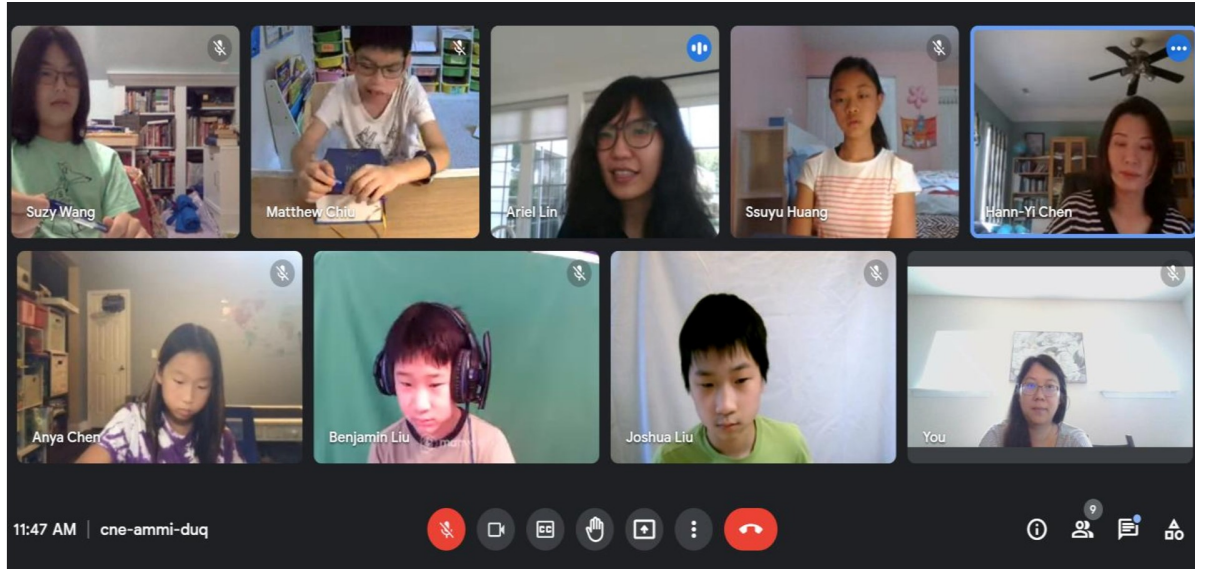 Suzy Wang
Matthew Chiu
Ariel Lin
Ssuyu Huang
Hann-Yi Chen
Anya Chen
Benjamin Liu
Joshua Liu
You
11:47 AM | cne-ammi-duq
CC
9